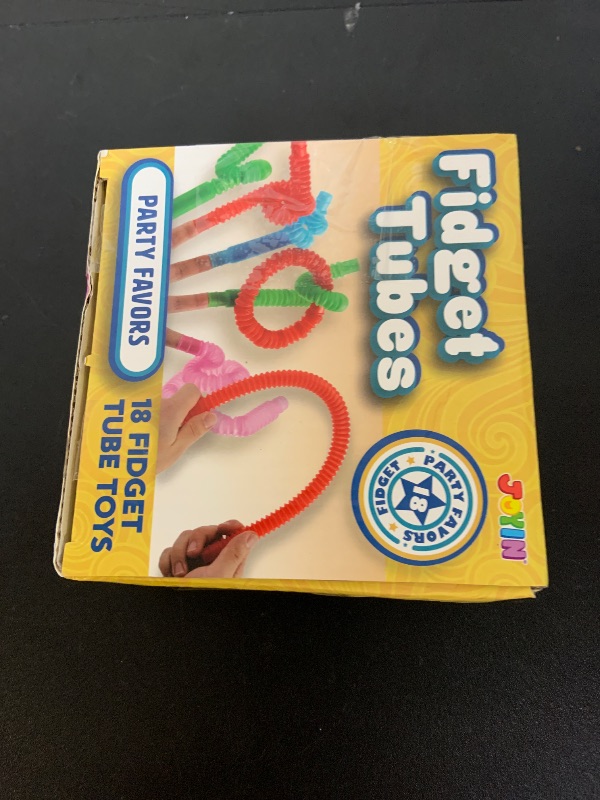 JOYIN
Fidget
Tubes
FIDGET
PARTY FAVORS
18
PARTY FAVORS
18 FIDGET
TUBE TOYS